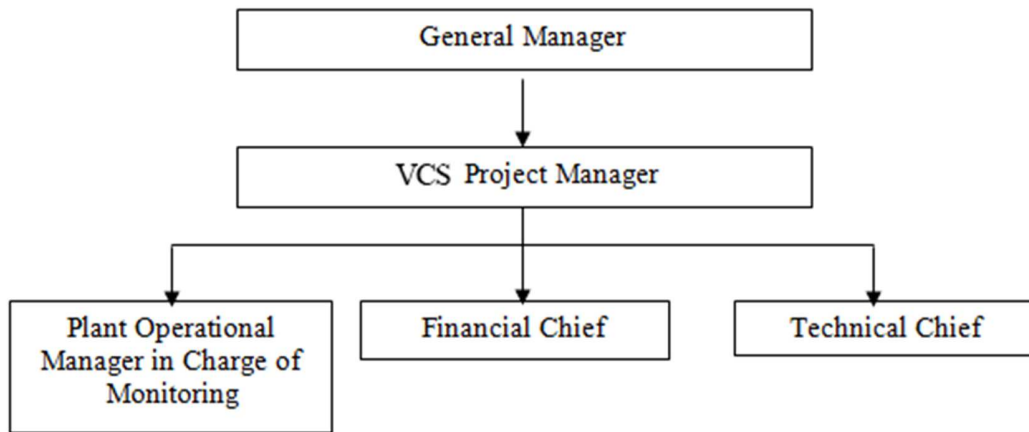 General Manager
VCS Project Manager
Plant Operational
Manager in Charge of
Monitoring
Financial Chief
Technical Chief